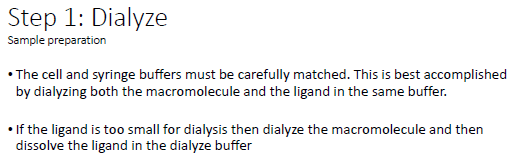 Step 1: Dialyze
Sample preparation
• The cell and syringe buffers must be carefully matched. This is best accomplished
by dialyzing both the macromolecule and the ligand in the same buffer.
• If the ligand is too small for dialysis then dialyze the macromolecule and then
dissolve the ligand in the dialyze buffer